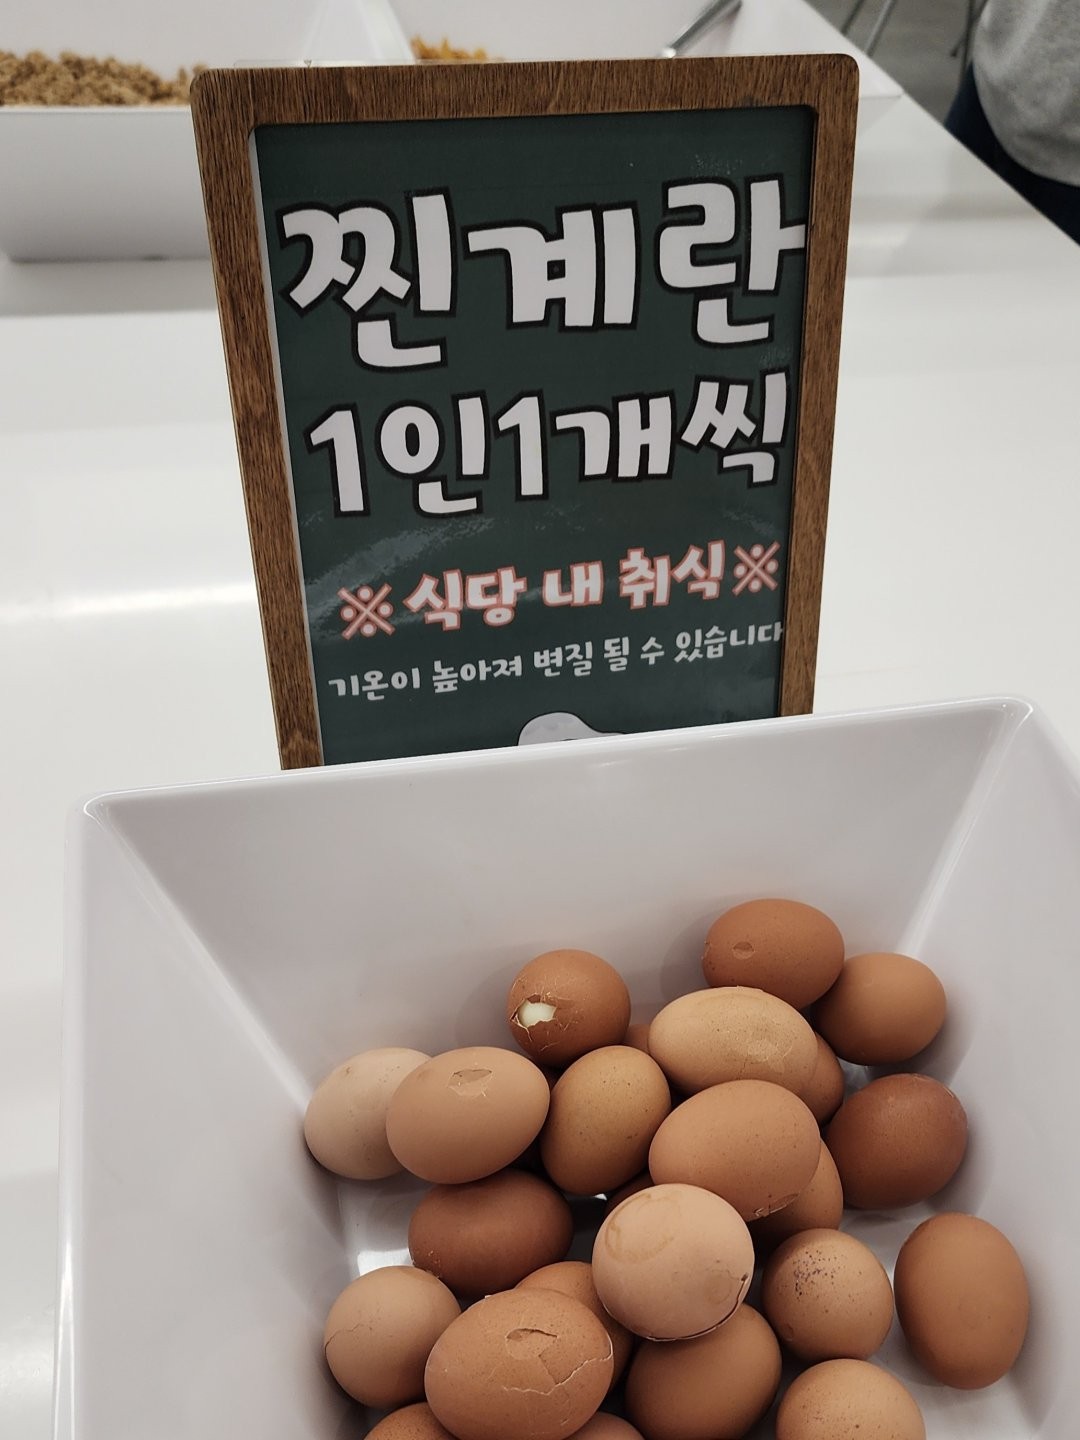 찐계란
1인1개씩
※식당 내 취식※
기온이 높아져 변질 될 수 있습니다